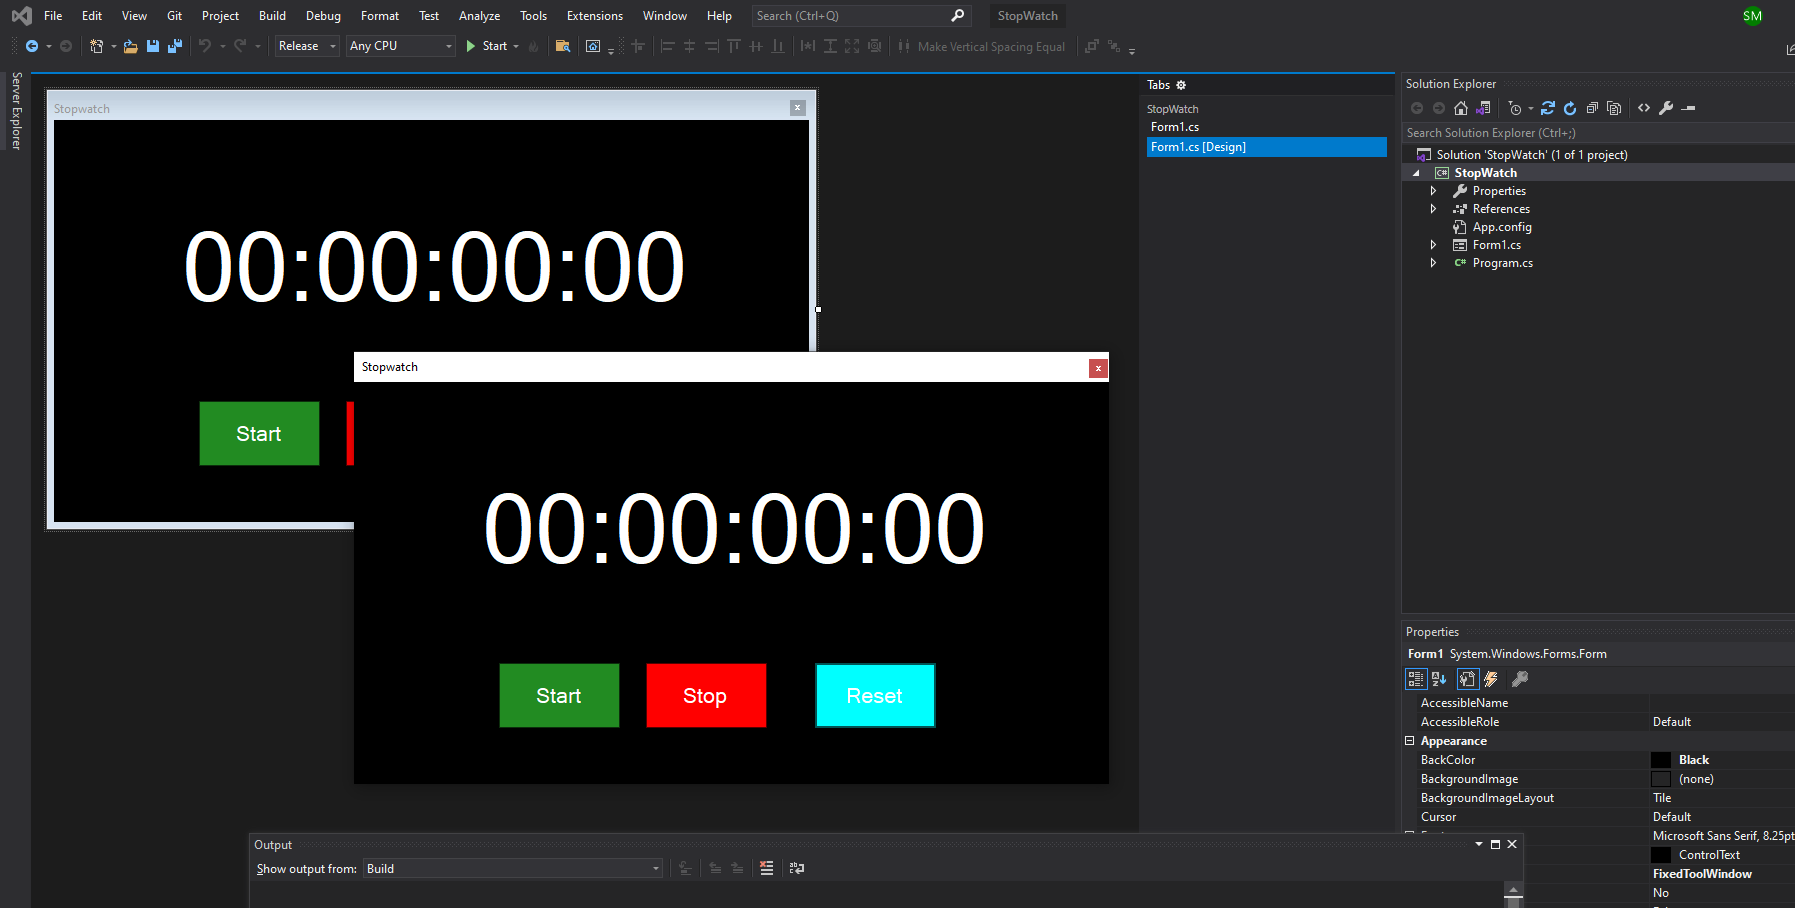 File Edit View Git Project Build Debug Format Test Analyze Tools Extensions Window Help Search (Ctrl+Q) StopWatch SM
Release Any CPU Start Make Vertical Spacing Equal
Server Explorer
Stopwatch
00:00:00:00
Start
Stopwatch
00:00:00:00
Start Stop Reset
Tabs
StopWatch
Form1.cs
Form1.cs [Design]
Solution Explorer
Search Solution Explorer (Ctrl+;)
Solution 'StopWatch' (1 of 1 project)
C# StopWatch
Properties
References
App.config
Form1.cs
C# Program.cs
Properties
Form1 System.Windows.Forms.Form
AccessibleName
AccessibleRole Default
Appearance
BackColor Black
BackgroundImage (none)
BackgroundImageLayout Tile
Cursor Default
Microsoft Sans Serif, 8.25pt
ControlText
FixedToolWindow
No
Output
Show output from: Build